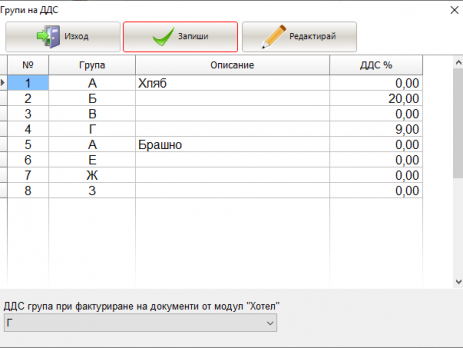 Групи на ДДС
Изход Запиши Редактирай
№ Група Описание ДДС %
1 А Хляб 0,00
2 Б 20,00
3 В 0,00
4 Г 9,00
5 А Брашно 0,00
6 Е 0,00
7 Ж 0,00
8 З 0,00
ДДС група при фактуриране на документи от модул "Хотел"
Г